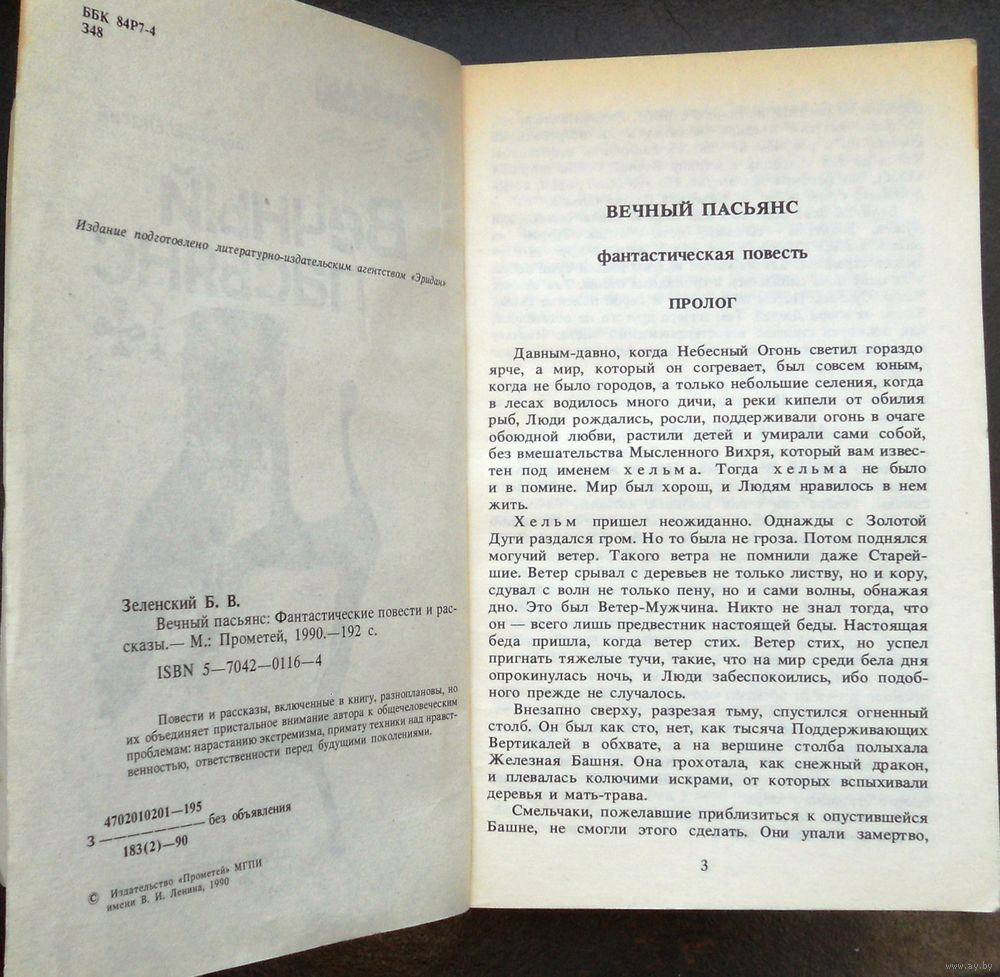 ББК 84Р7-4
З48
Издание подготовлено литературно-издательским агентством «Эридан»
Зеленский Б. В.
Вечный пасьянс: Фантастические повести и рас-
сказы.— М.: Прометей, 1990.—192 с.
ISBN 5—7042—0116—4
Повести и рассказы, включенные в книгу, разноплановы, но
их объединяет пристальное внимание автора к общечеловеческим
проблемам: нарастанию экстремизма, примату техники над нравст-
венностью, ответственности перед будущими поколениями.
4702010201—195
З ——————— без объявления
183(2)—90
© Издательство «Прометей» МГПИ
имени В. И. Ленина, 1990
ВЕЧНЫЙ ПАСЬЯНС
фантастическая повесть
ПРОЛОГ
Давным-давно, когда Небесный Огонь светил гораздо
ярче, а мир, который он согревает, был совсем юным,
когда не было городов, а только небольшие селения, когда
в лесах водилось много дичи, а реки кипели от обилия
рыб, Люди рождались, росли, поддерживали огонь в очаге
обоюдной любви, растили детей и умирали сами собой,
без вмешательства Мысленного Вихря, который вам извес-
тен под именем хельма. Тогда хельма не было
и в помине. Мир был хорош, и Людям нравилось в нем
жить.
Хельм пришел неожиданно. Однажды с Золотой
Дуги раздался гром. Но то была не гроза. Потом поднялся
могучий ветер. Такого ветра не помнили даже Старей-
шие. Ветер срывал с деревьев не только листву, но и кору,
сдувал с волн не только пену, но и сами волны, обнажая
дно. Это был Ветер-Мужчина. Никто не знал тогда, что
он — всего лишь предвестник настоящей беды. Настоящая
беда пришла, когда ветер стих. Ветер стих, но успел
пригнать тяжелые тучи, такие, что на мир среди бела дня
опрокинулась ночь, и Люди забеспокоились, ибо подоб-
ного прежде не случалось.
Внезапно сверху, разрезая тьму, спустился огненный
столб. Он был как сто, нет, как тысяча Поддерживающих
Вертикалей в обхвате, а на вершине столба полыхала
Железная Башня. Она грохотала, как снежный дракон,
и плевалась колючими искрами, от которых вспыхивали
деревья и мать-трава.
Смельчаки, пожелавшие приблизиться к опустившейся
Башне, не смогли этого сделать. Они упали замертво,
3
www.ay.by